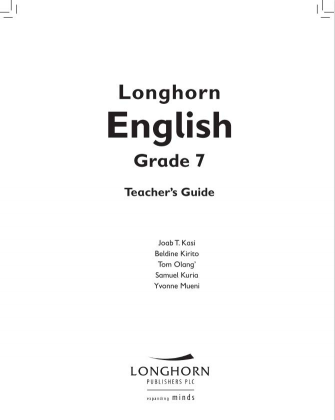 Longhorn
English
Grade 7
Teacher's Guide
Joab T. Kasi
Beldine Kirito
Tom Olang'
Samuel Kuria
Yvonne Mueni
LONGHORN
PUBLISHERS PLC
expanding minds